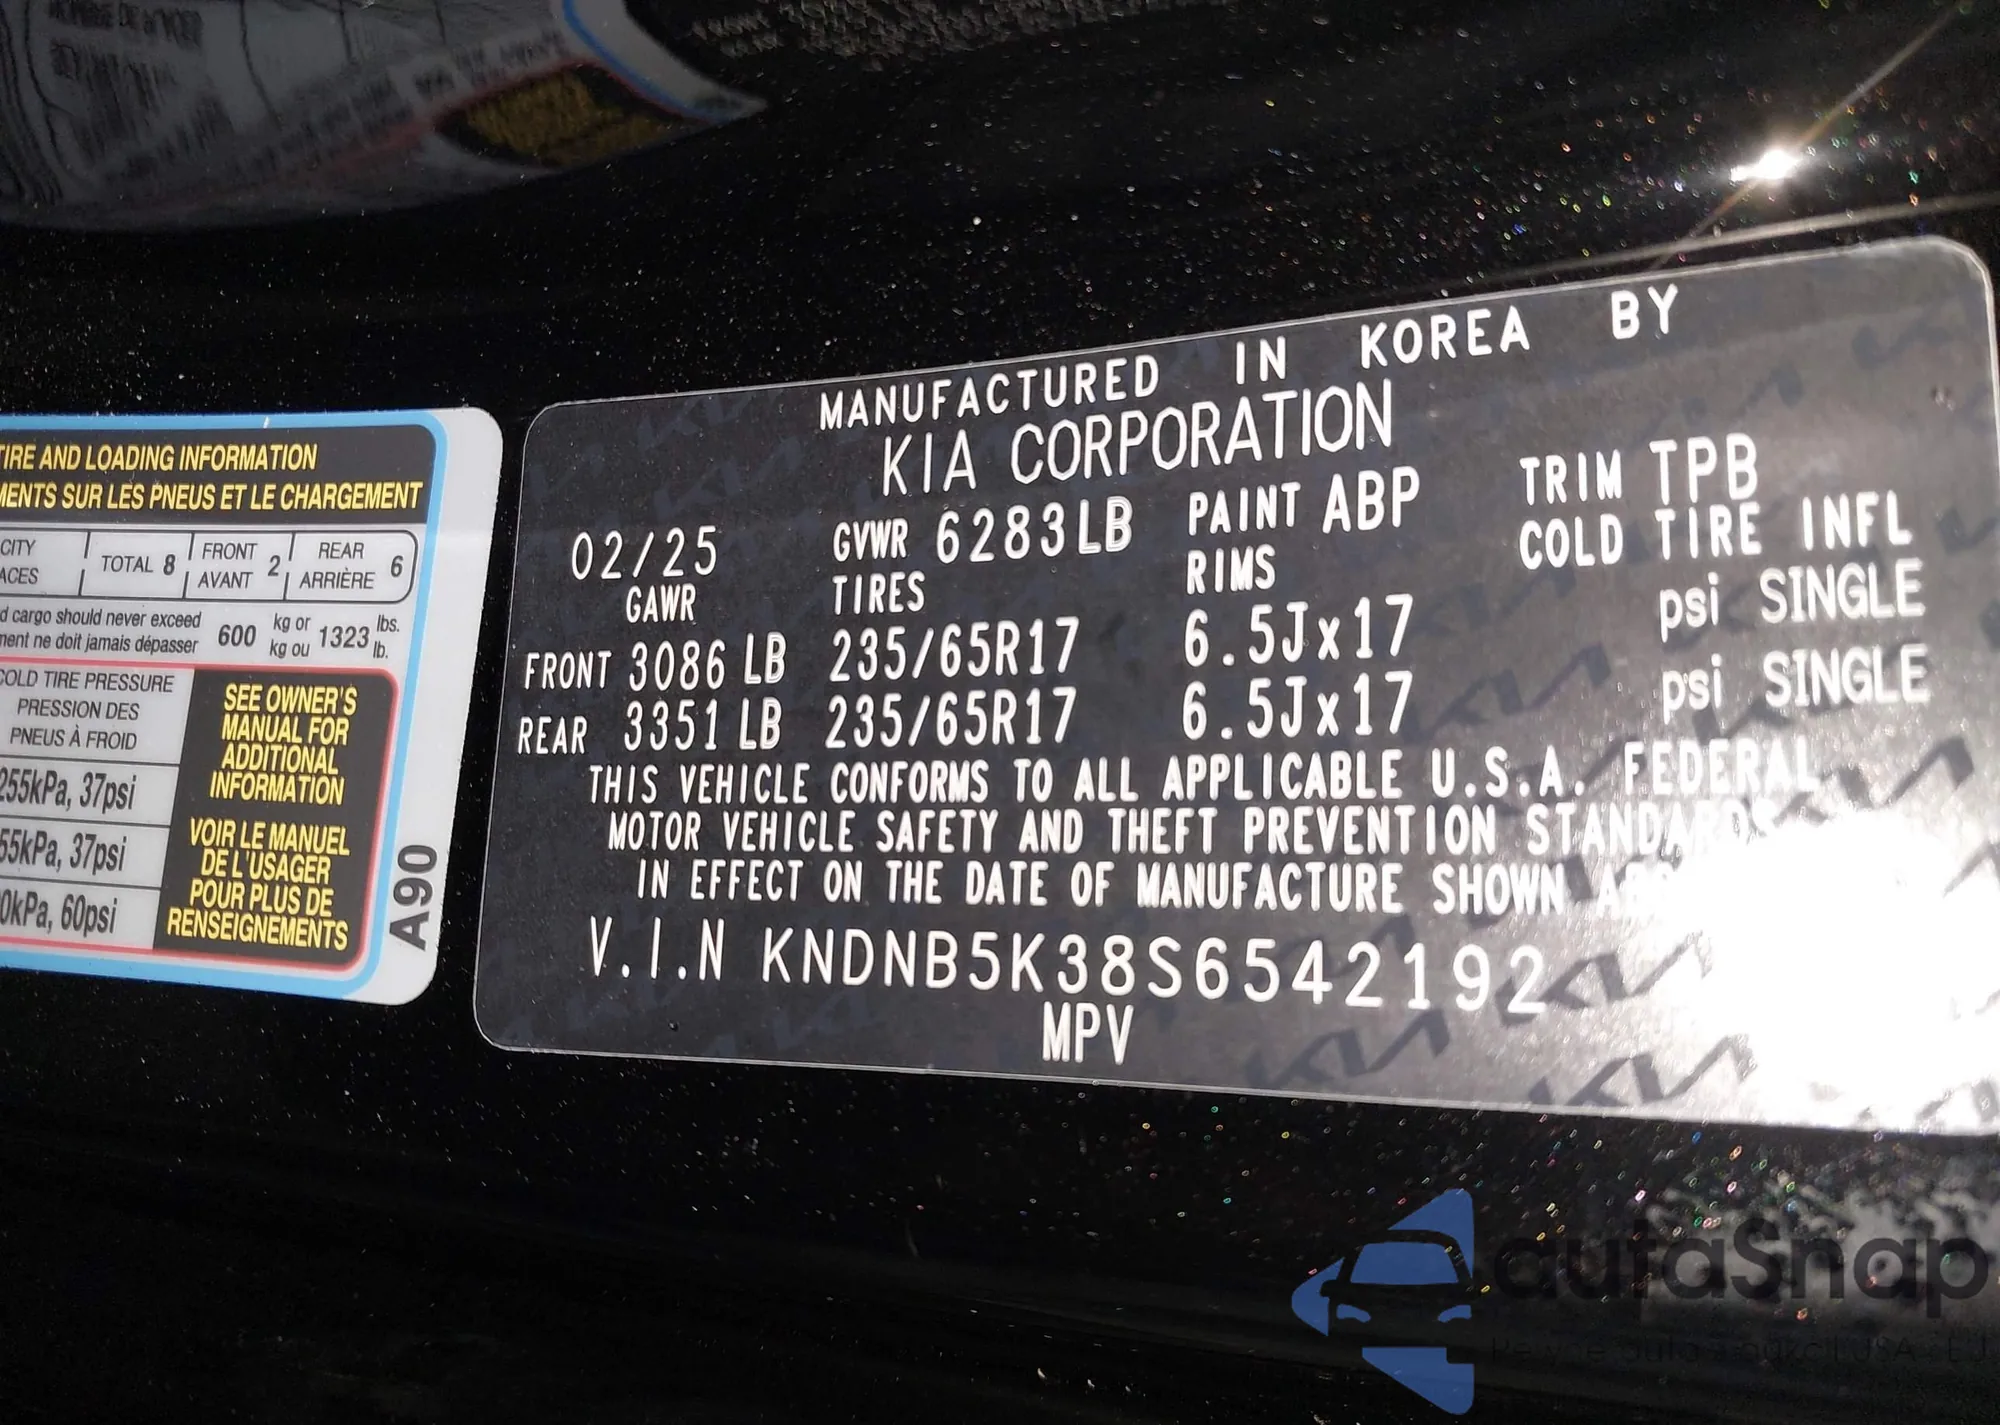 TIRE AND LOADING INFORMATION
MENTS SUR LES PNEUS ET LE CHARGEMENT
CITY TOTAL 8 FRONT 2 REAR 6
ACES AVANT ARRIÈRE
d cargo should never exceed 600 kg or 1323 lbs.
ment ne doit jamais dépasser kg ou lb.
COLD TIRE PRESSURE
PRESSION DES
PNEUS À FROID
255kPa, 37psi
55kPa, 37psi
0kPa, 60psi
SEE OWNER'S
MANUAL FOR
ADDITIONAL
INFORMATION
VOIR LE MANUEL
DE L'USAGER
POUR PLUS DE
RENSEIGNEMENTS
A90
MANUFACTURED IN KOREA BY
KIA CORPORATION
02/25 GVWR 6283LB PAINT ABP TRIM TPB
GAWR TIRES RIMS COLD TIRE INFL
FRONT 3086 LB 235/65R17 6.5Jx17 psi SINGLE
REAR 3351 LB 235/65R17 6.5Jx17 psi SINGLE
THIS VEHICLE CONFORMS TO ALL APPLICABLE U.S.A. FEDERAL
MOTOR VEHICLE SAFETY AND THEFT PREVENTION STANDARDS
IN EFFECT ON THE DATE OF MANUFACTURE SHOWN
V.I.N KNDNB5K38S6542192
MPV
autaSnap